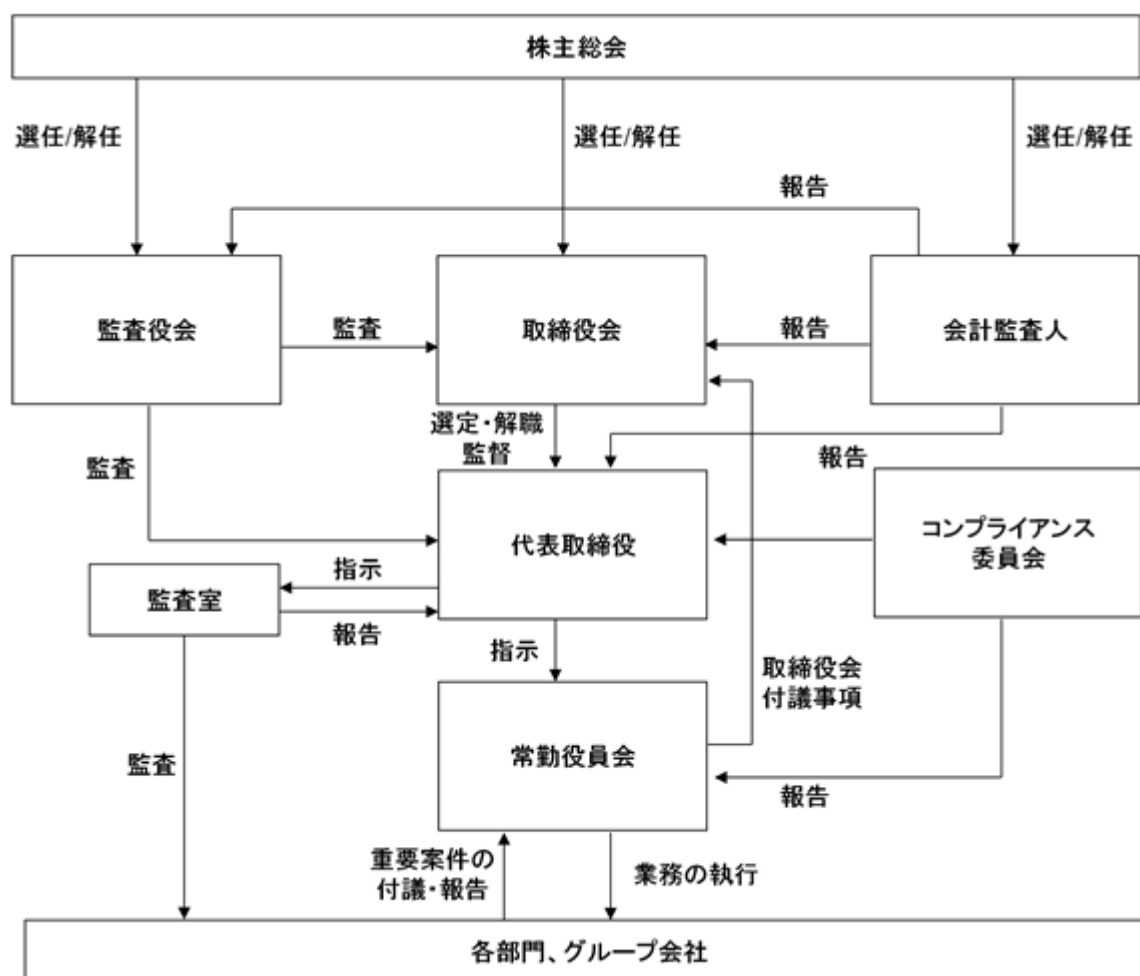 株主総会
選任/解任
選任/解任
選任/解任
報告
監査役会
監査
取締役会
報告
会計監査人
選定・解職
監督
監査
報告
代表取締役
コンプライアンス
委員会
指示
監査室
報告
指示
取締役会
付議事項
常勤役員会
監査
報告
重要案件の
付議・報告
業務の執行
各部門、グループ会社